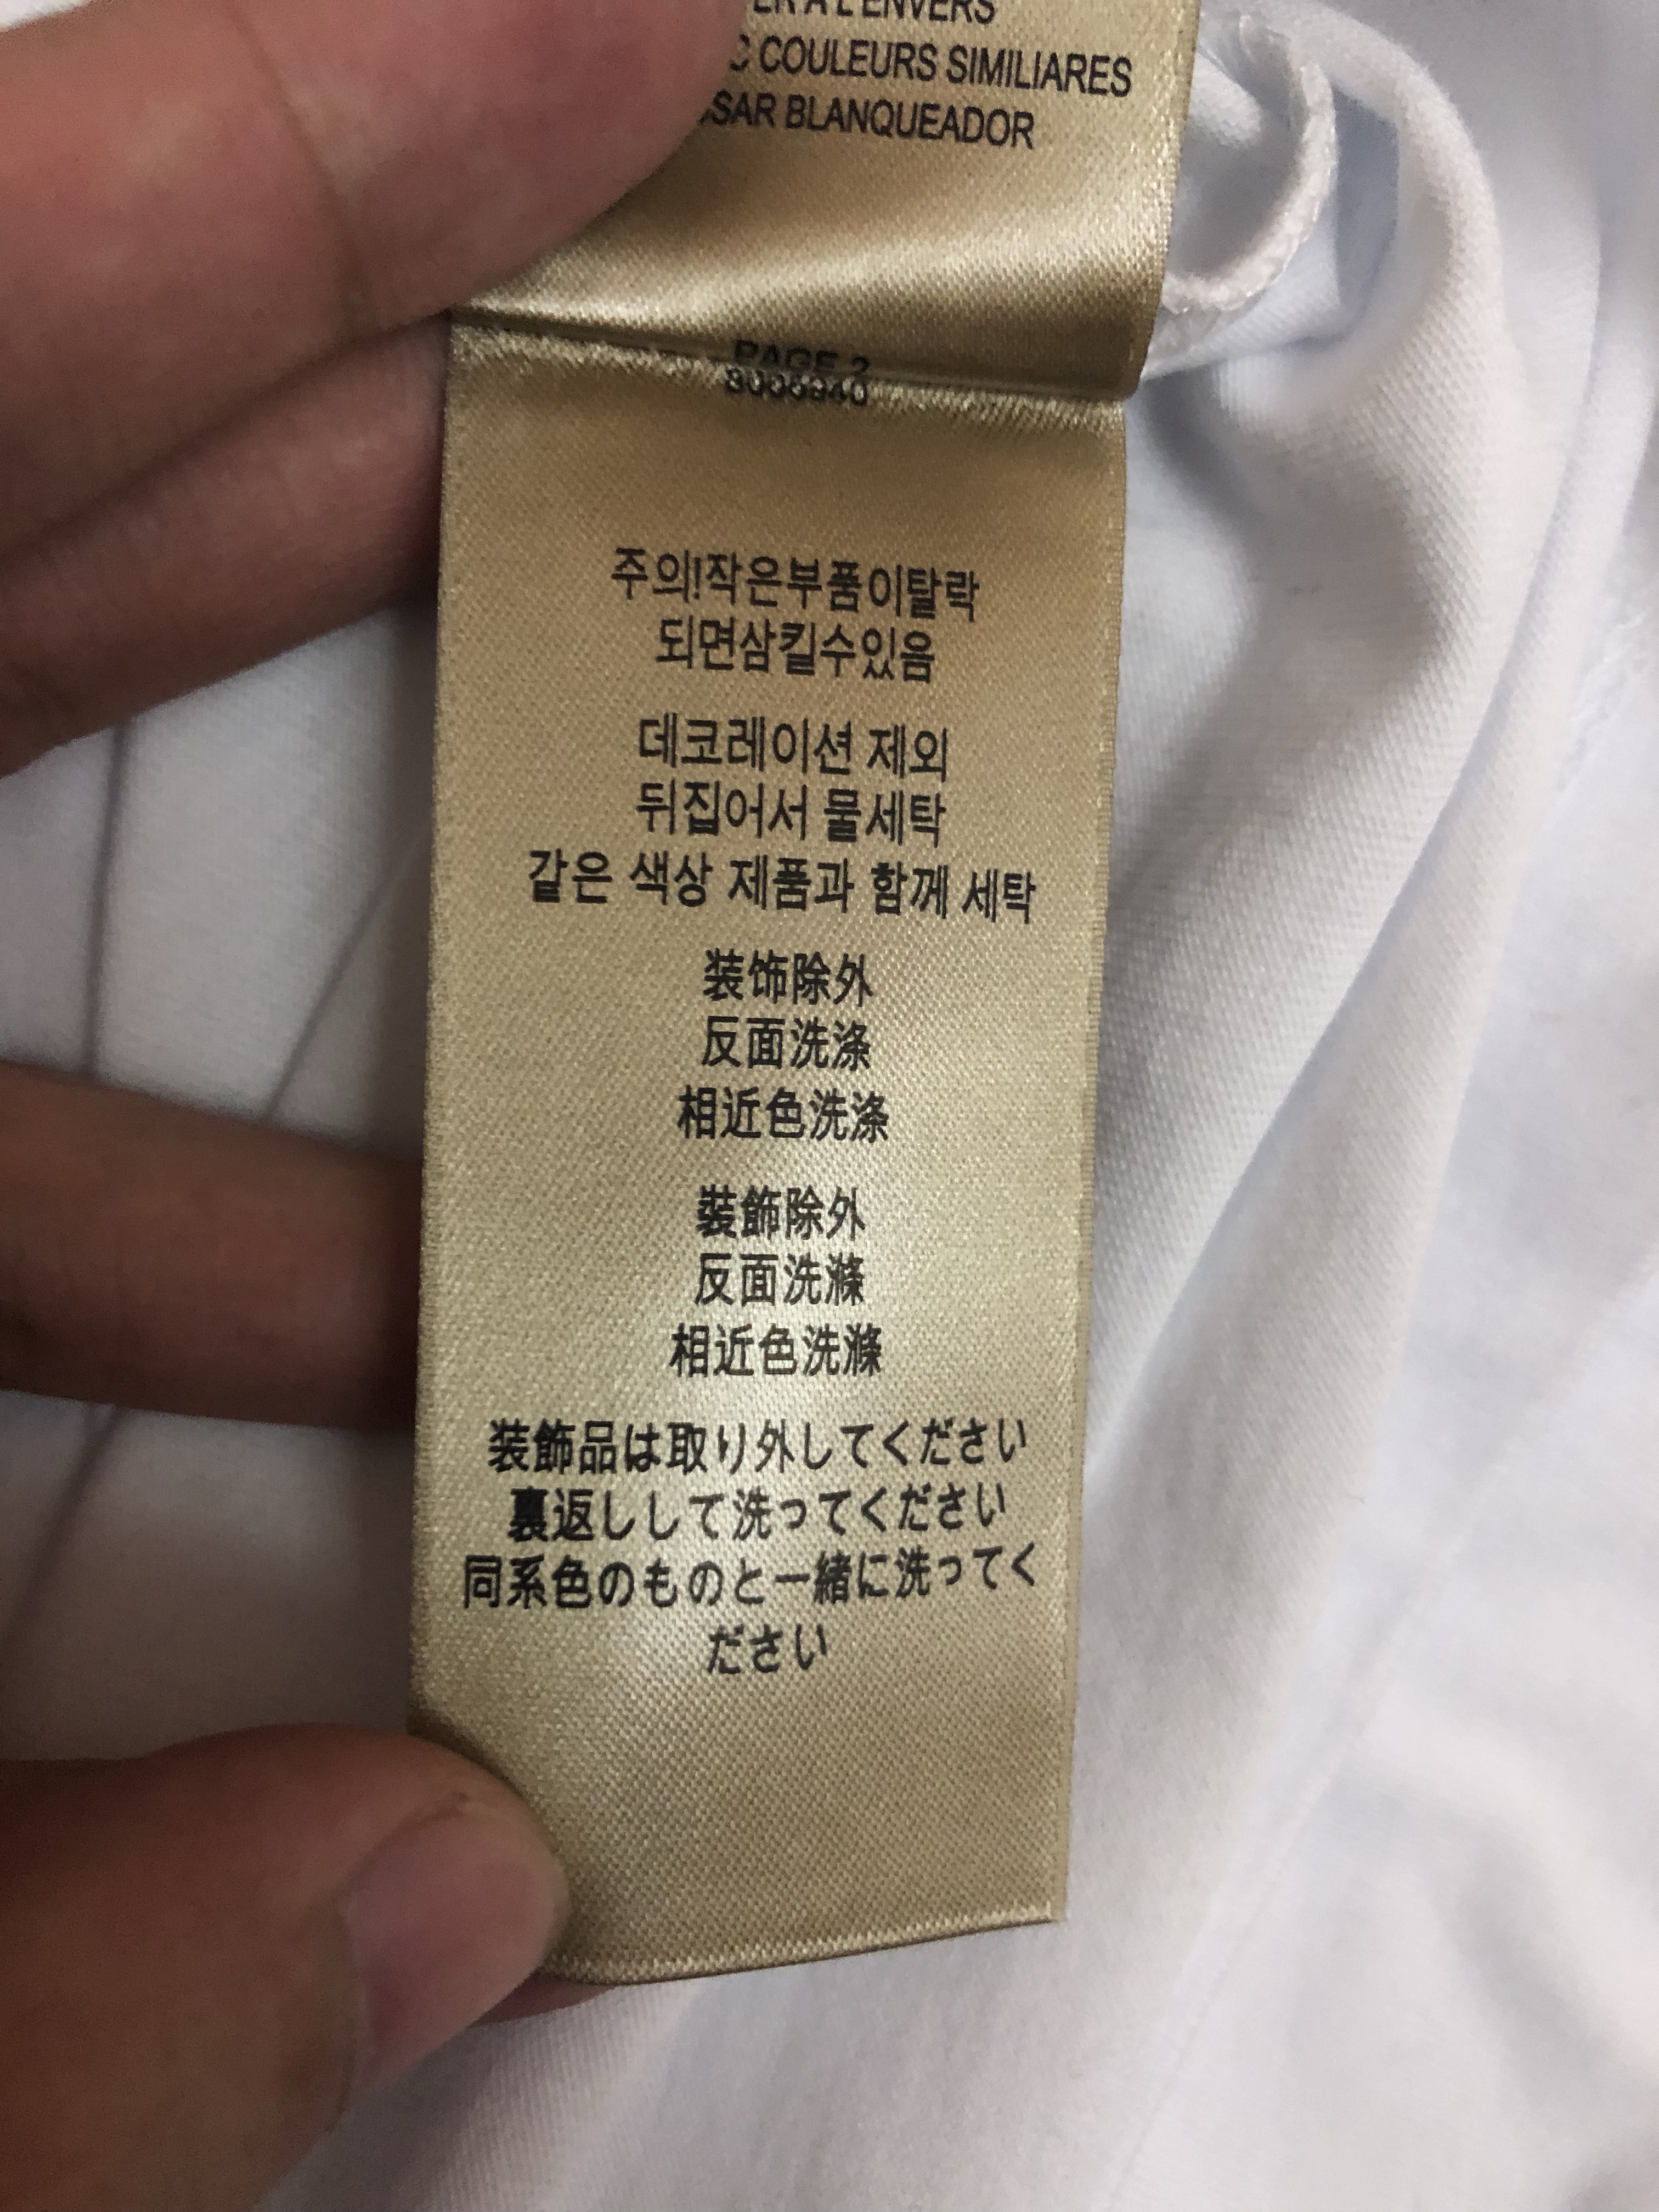 À L'ENVERS
COULEURS SIMILIARES
BLANQUEADOR
PAGE 2
주의!작은부품이탈락
되면삼킬수있음
데코레이션 제외
뒤집어서 물세탁
같은 색상 제품과 함께 세탁
装饰除外
反面洗涤
相近色洗涤
裝飾除外
反面洗滌
相近色洗滌
装飾品は取り外してください
裏返しして洗ってください
同系色のものと一緒に洗ってく
ださい